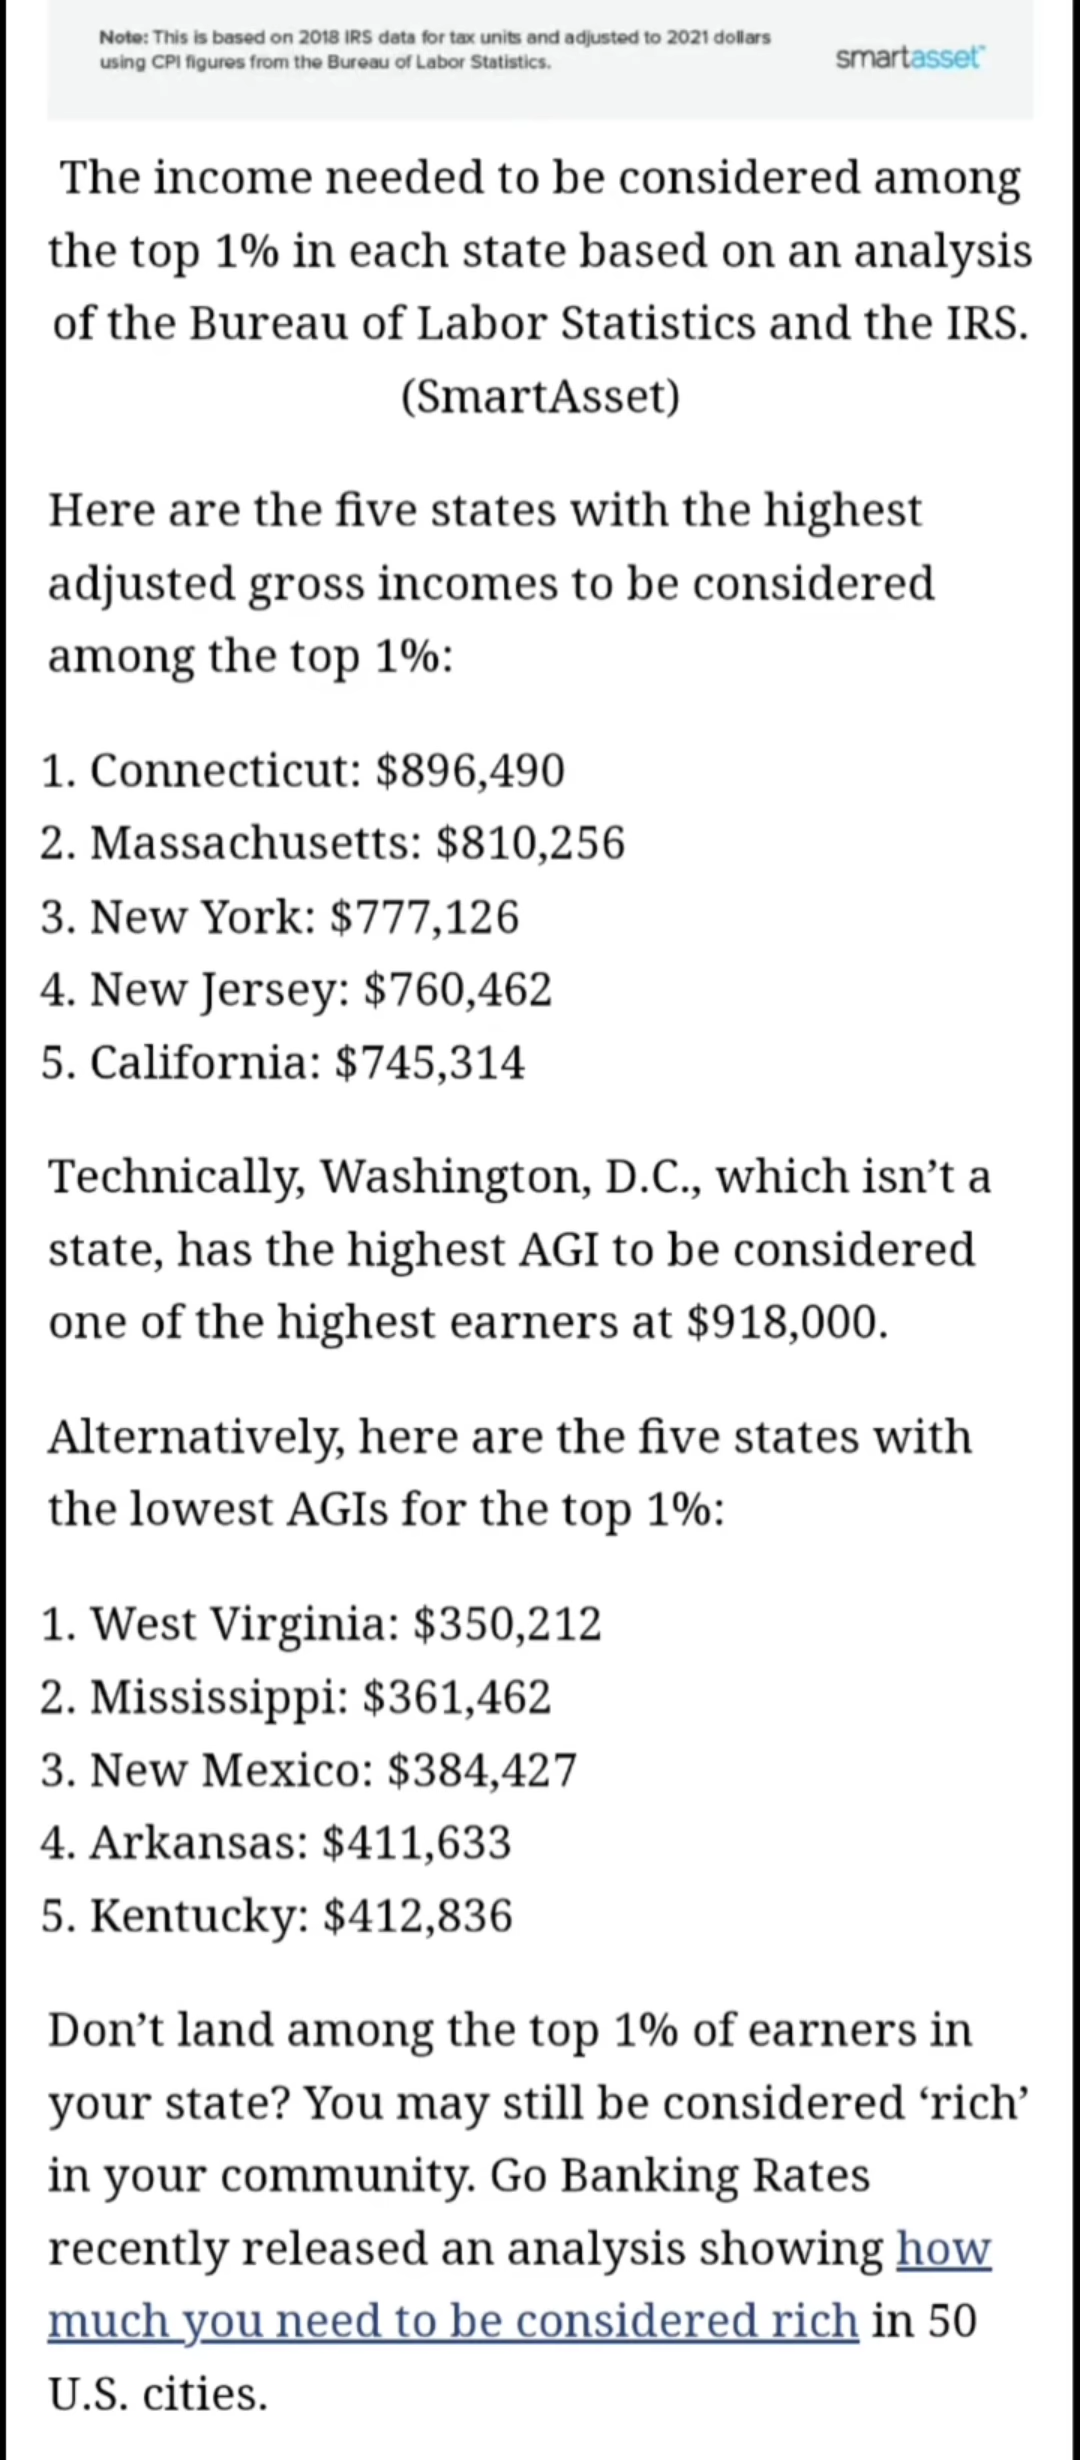 Note: This is based on 2018 IRS data for tax units and adjusted to 2021 dollars
using CPI figures from the Bureau of Labor Statistics.
smartasset™
The income needed to be considered among
the top 1% in each state based on an analysis
of the Bureau of Labor Statistics and the IRS.
(SmartAsset)
Here are the five states with the highest
adjusted gross incomes to be considered
among the top 1%:
1. Connecticut: $896,490
2. Massachusetts: $810,256
3. New York: $777,126
4. New Jersey: $760,462
5. California: $745,314
Technically, Washington, D.C., which isn’t a
state, has the highest AGI to be considered
one of the highest earners at $918,000.
Alternatively, here are the five states with
the lowest AGIs for the top 1%:
1. West Virginia: $350,212
2. Mississippi: $361,462
3. New Mexico: $384,427
4. Arkansas: $411,633
5. Kentucky: $412,836
Don’t land among the top 1% of earners in
your state? You may still be considered ‘rich’
in your community. Go Banking Rates
recently released an analysis showing how
much you need to be considered rich in 50
U.S. cities.